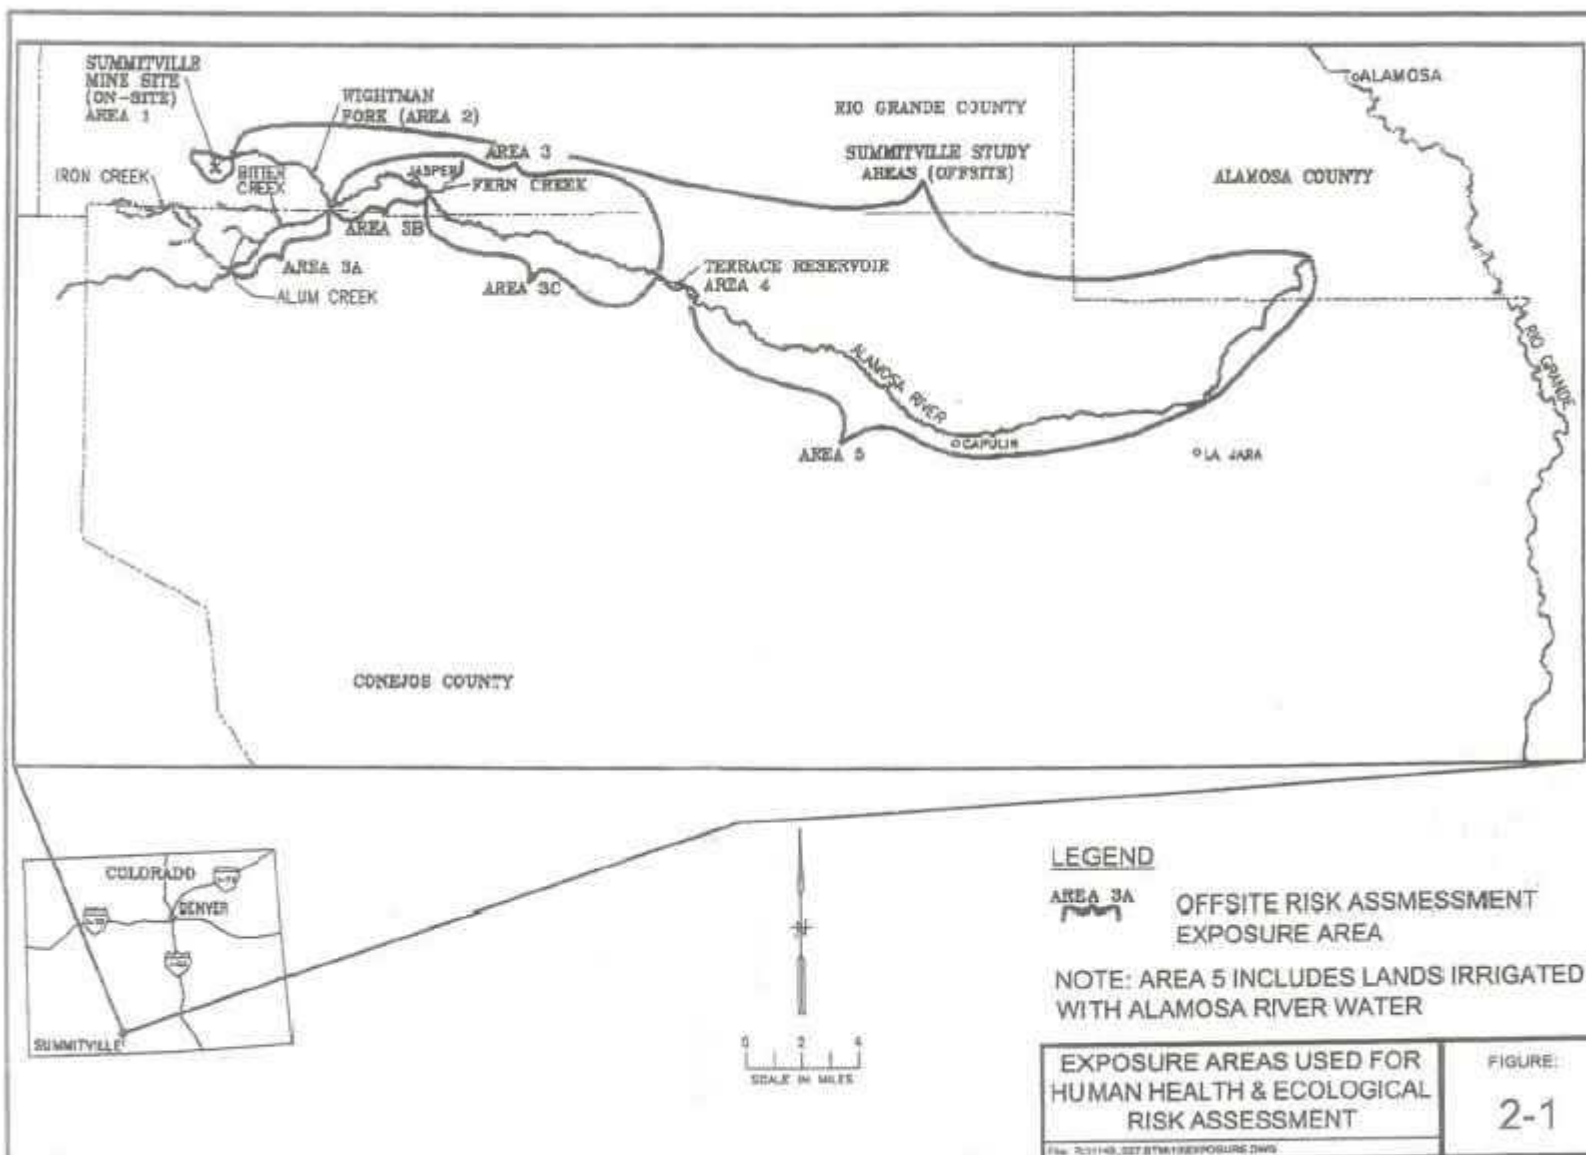 SUMMITVILLE
MINE SITE
(ON-SITE)
AREA 1
WIGHTMAN
FORK (AREA 2)
RIO GRANDE COUNTY
ALAMOSA
AREA 3
SUMMITVILLE STUDY
AREAS (OFFSITE)
IRON CREEK
BITTER
CREEK
JASPER
FERN CREEK
ALAMOSA COUNTY
AREA 3B
AREA 3A
ALUM CREEK
AREA 3C
TERRACE RESERVOIR
AREA 4
ALAMOSA RIVER
RIO GRANDE
AREA 5
CAPULIN
LA JARA
CONEJOS COUNTY
COLORADO
DENVER
SUMMITVILLE
N
0 2 4
SCALE IN MILES
LEGEND
AREA 3A
OFFSITE RISK ASSMESSMENT
EXPOSURE AREA
NOTE: AREA 5 INCLUDES LANDS IRRIGATED
WITH ALAMOSA RIVER WATER
EXPOSURE AREAS USED FOR
HUMAN HEALTH & ECOLOGICAL
RISK ASSESSMENT
FIGURE:
2-1